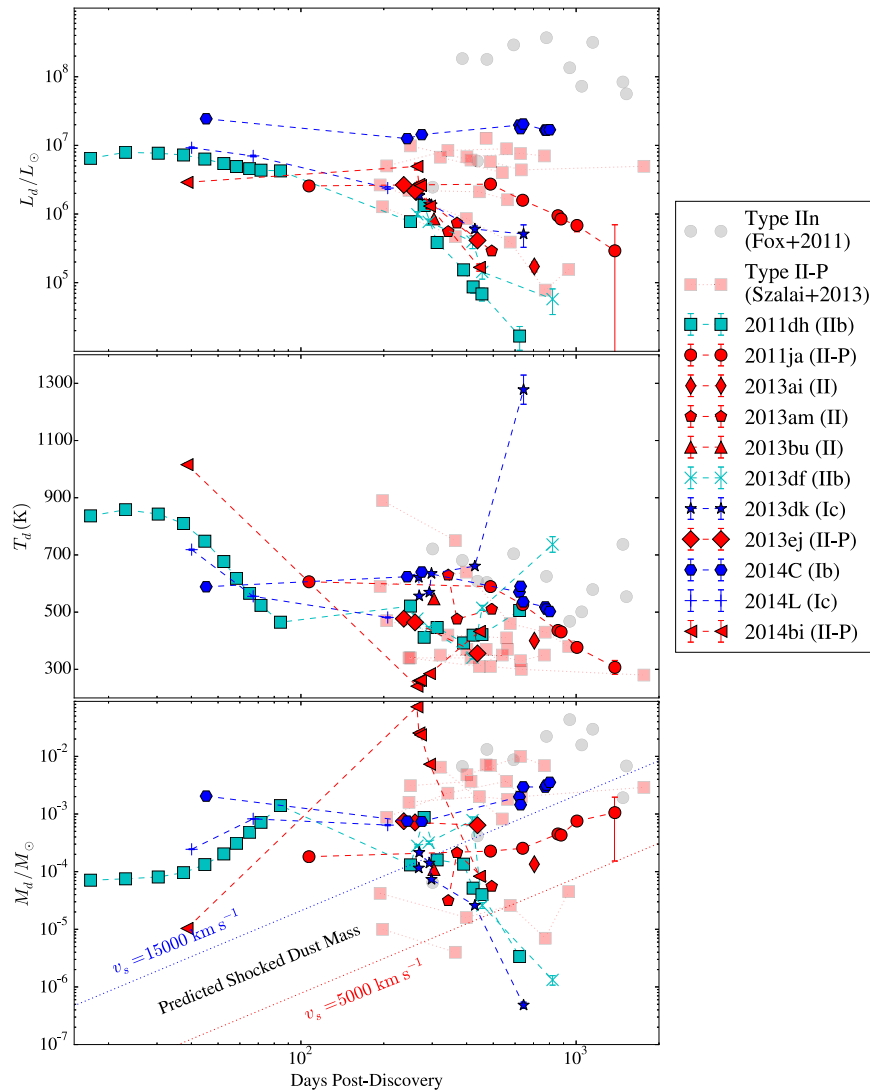 10^8
10^7
10^6
10^5
L_d/L_⊙
1300
1100
900
700
500
300
T_d(K)
10^-2
10^-3
10^-4
10^-5
10^-6
10^-7
M_d/M_⊙
v_s = 15000 km s^-1
Predicted Shocked Dust Mass
v_s = 5000 km s^-1
10^2
10^3
Days Post-Discovery
Type IIn
(Fox+2011)
Type II-P
(Szalai+2013)
2011dh (IIb)
2011ja (II-P)
2013ai (II)
2013am (II)
2013bu (II)
2013df (IIb)
2013dk (Ic)
2013ej (II-P)
2014C (Ib)
2014L (Ic)
2014bi (II-P)